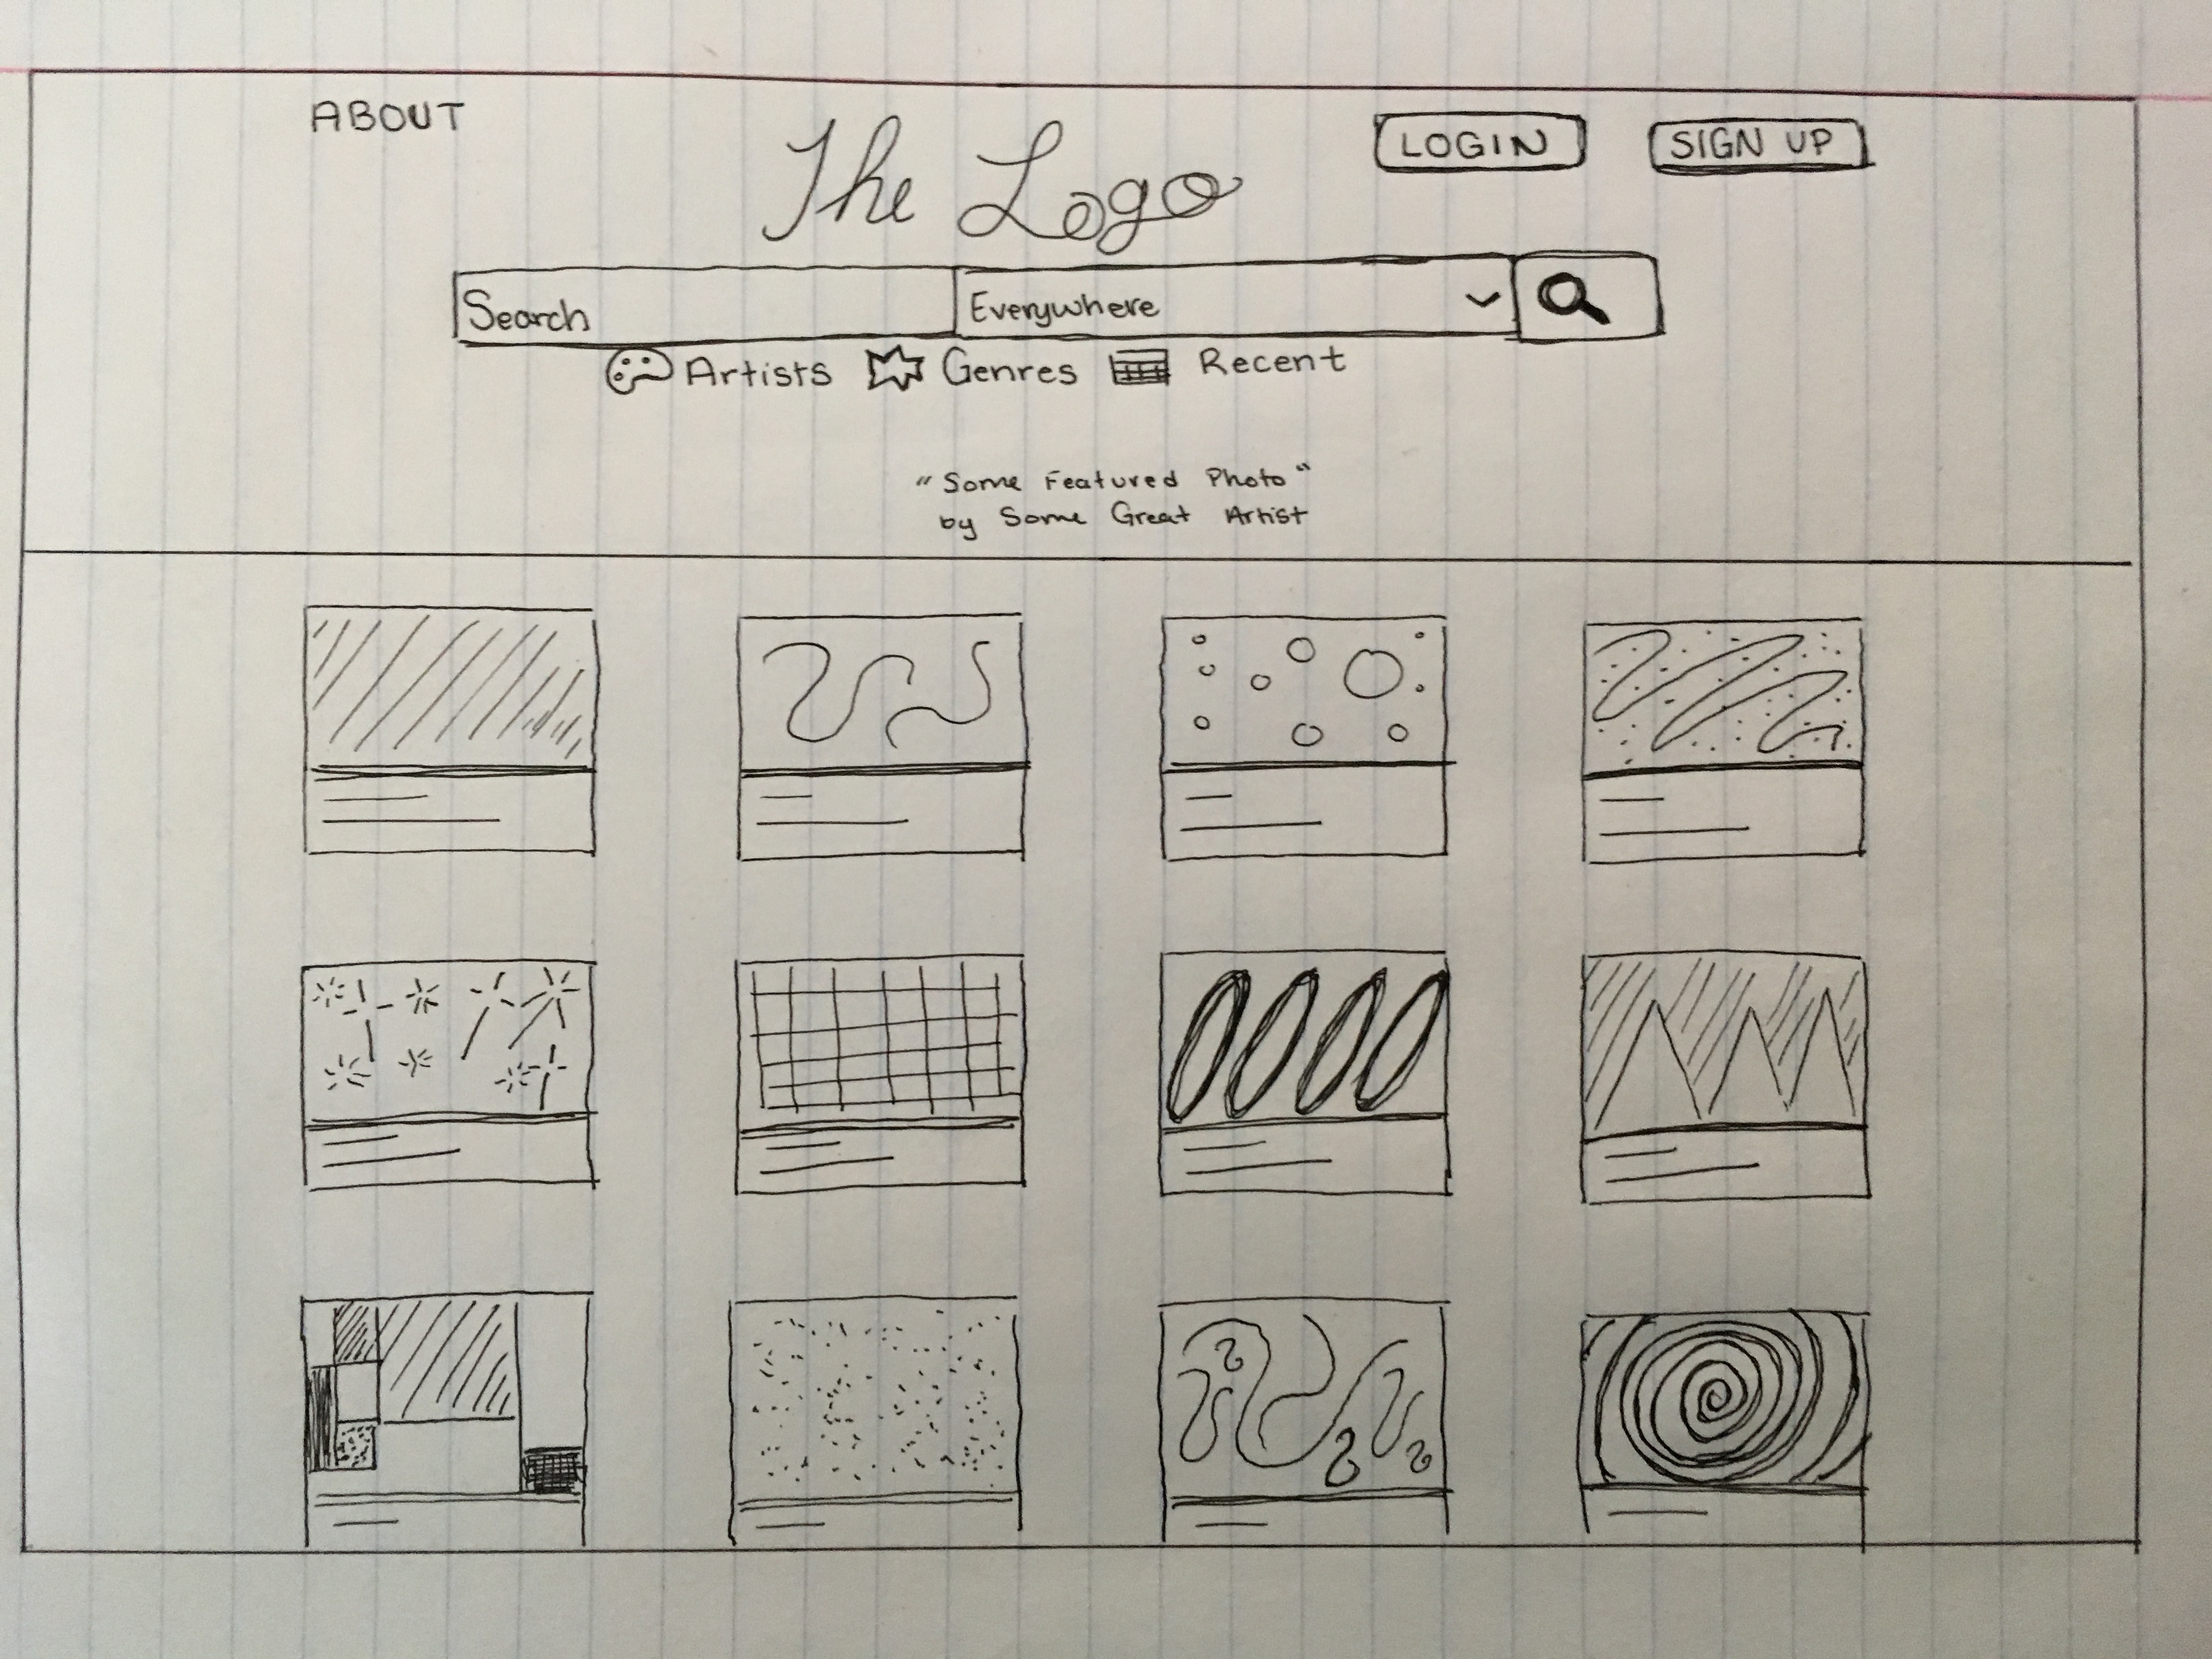 ABOUT
The Logo
LOGIN
SIGN UP
Search
Everywhere
Artists
Genres
Recent
"Some Featured Photo"
by Some Great Artist